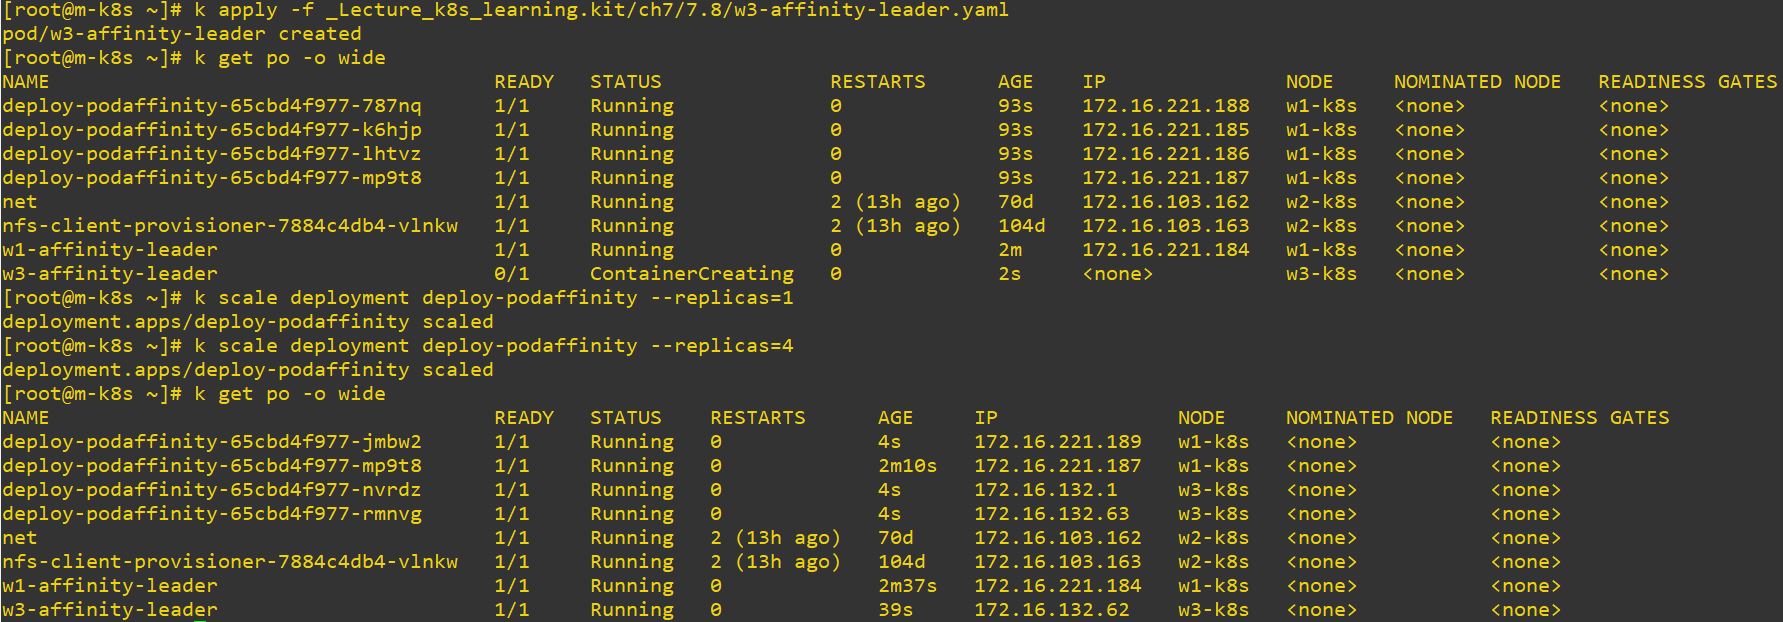 [root@m-k8s ~]# k apply -f _Lecture_k8s_learning.kit/ch7/7.8/w3-affinity-leader.yaml
pod/w3-affinity-leader created
[root@m-k8s ~]# k get po -o wide
NAME READY STATUS RESTARTS AGE IP NODE NOMINATED NODE READINESS GATES
deploy-podaffinity-65cbd4f977-787nq 1/1 Running 0 93s 172.16.221.188 w1-k8s <none> <none>
deploy-podaffinity-65cbd4f977-k6hjp 1/1 Running 0 93s 172.16.221.185 w1-k8s <none> <none>
deploy-podaffinity-65cbd4f977-lhtvz 1/1 Running 0 93s 172.16.221.186 w1-k8s <none> <none>
deploy-podaffinity-65cbd4f977-mp9t8 1/1 Running 0 93s 172.16.221.187 w1-k8s <none> <none>
net 1/1 Running 2 (13h ago) 70d 172.16.103.162 w2-k8s <none> <none>
nfs-client-provisioner-7884c4db4-vlnkw 1/1 Running 2 (13h ago) 104d 172.16.103.163 w2-k8s <none> <none>
w1-affinity-leader 1/1 Running 0 2m 172.16.221.184 w1-k8s <none> <none>
w3-affinity-leader 0/1 ContainerCreating 0 2s <none> w3-k8s <none> <none>
[root@m-k8s ~]# k scale deployment deploy-podaffinity --replicas=1
deployment.apps/deploy-podaffinity scaled
[root@m-k8s ~]# k scale deployment deploy-podaffinity --replicas=4
deployment.apps/deploy-podaffinity scaled
[root@m-k8s ~]# k get po -o wide
NAME READY STATUS RESTARTS AGE IP NODE NOMINATED NODE READINESS GATES
deploy-podaffinity-65cbd4f977-jmbw2 1/1 Running 0 4s 172.16.221.189 w1-k8s <none> <none>
deploy-podaffinity-65cbd4f977-mp9t8 1/1 Running 0 2m10s 172.16.221.187 w1-k8s <none> <none>
deploy-podaffinity-65cbd4f977-nvrdz 1/1 Running 0 4s 172.16.132.1 w3-k8s <none> <none>
deploy-podaffinity-65cbd4f977-rmnvg 1/1 Running 0 4s 172.16.132.63 w3-k8s <none> <none>
net 1/1 Running 2 (13h ago) 70d 172.16.103.162 w2-k8s <none> <none>
nfs-client-provisioner-7884c4db4-vlnkw 1/1 Running 2 (13h ago) 104d 172.16.103.163 w2-k8s <none> <none>
w1-affinity-leader 1/1 Running 0 2m37s 172.16.221.184 w1-k8s <none> <none>
w3-affinity-leader 1/1 Running 0 39s 172.16.132.62 w3-k8s <none> <none>